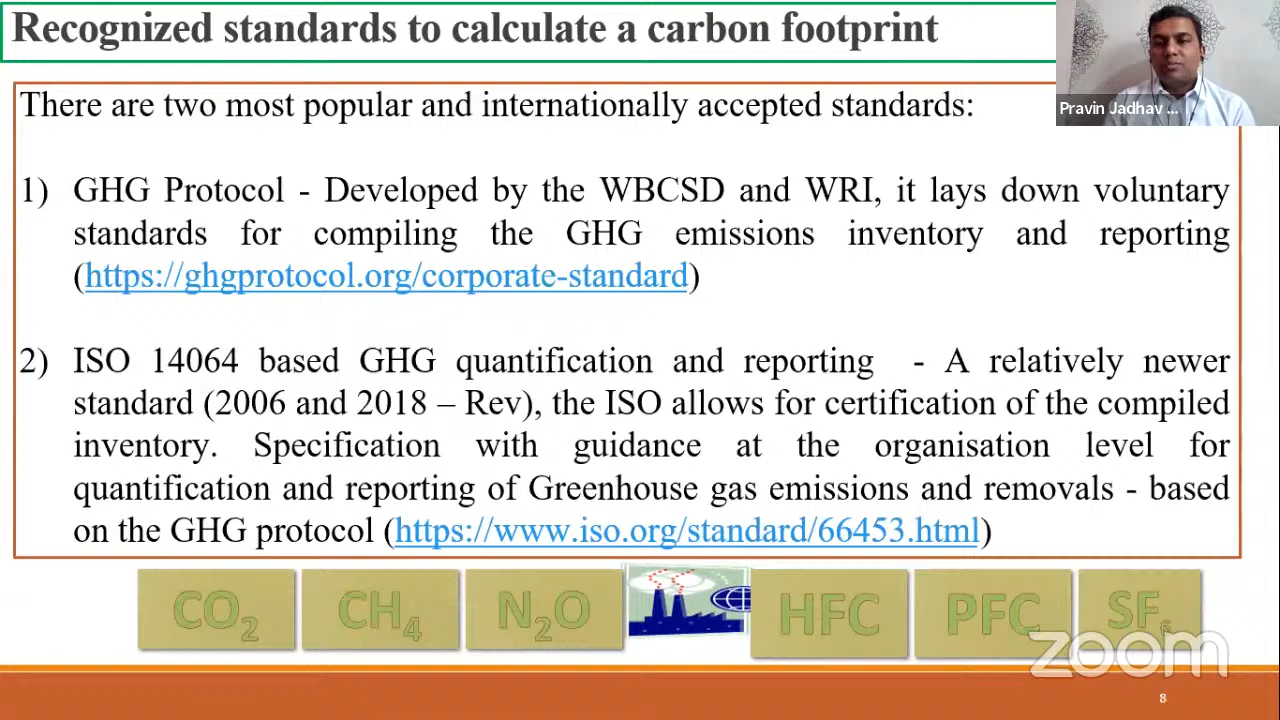 Recognized standards to calculate a carbon footprint
Pravin Jadhav ...
There are two most popular and internationally accepted standards:
1) GHG Protocol - Developed by the WBCSD and WRI, it lays down voluntary
standards for compiling the GHG emissions inventory and reporting
(https://ghgprotocol.org/corporate-standard)
2) ISO 14064 based GHG quantification and reporting - A relatively newer
standard (2006 and 2018 – Rev), the ISO allows for certification of the compiled
inventory. Specification with guidance at the organisation level for
quantification and reporting of Greenhouse gas emissions and removals - based
on the GHG protocol (https://www.iso.org/standard/66453.html)
CO₂ CH₄ N₂O HFC PFC SF₆
zoom
8